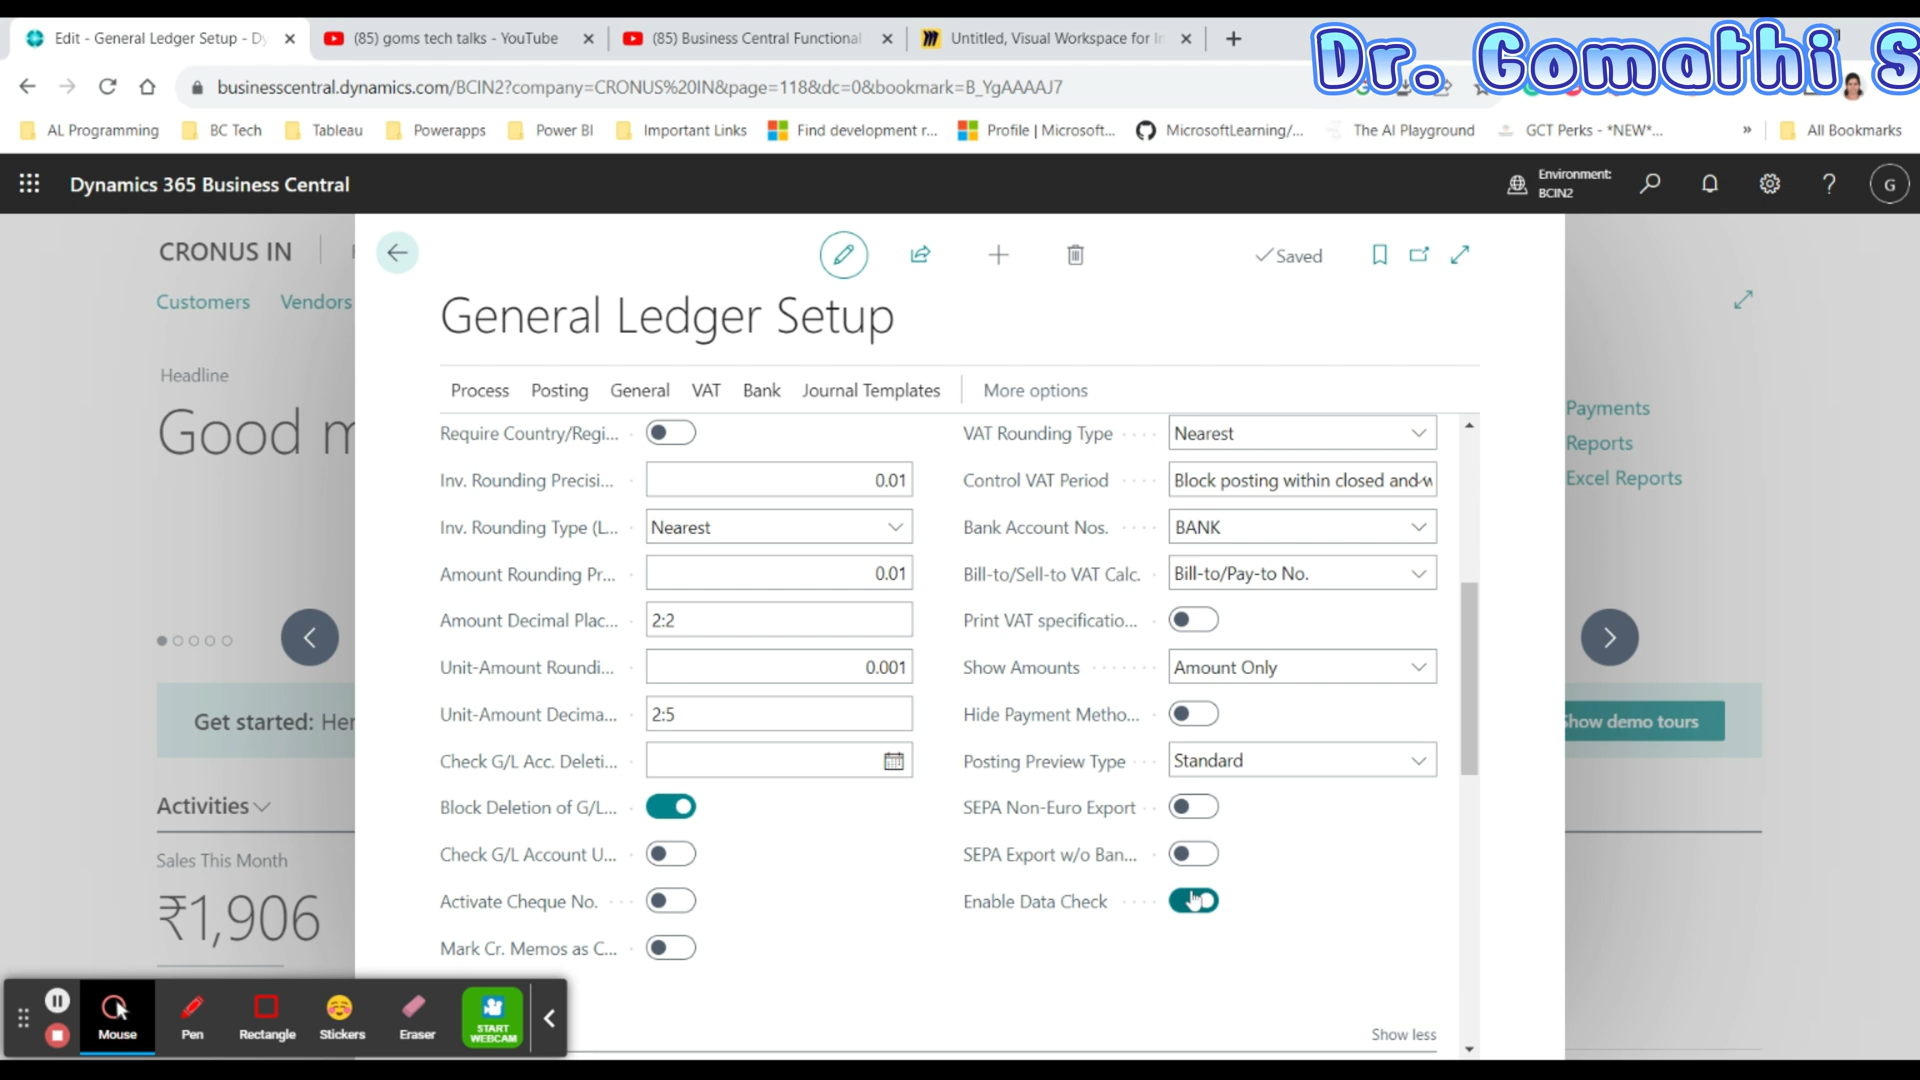 Edit - General Ledger Setup - Dy
(85) goms tech talks - YouTube
(85) Business Central Functional
Untitled, Visual Workspace for In
Dr. Gomathi S
businesscentral.dynamics.com/BCIN2?company=CRONUS%20IN&page=118&dc=0&bookmark=B_YgAAAAJ7
AL Programming
BC Tech
Tableau
Powerapps
Power BI
Important Links
Find development r...
Profile | Microsoft...
MicrosoftLearning/...
The AI Playground
GCT Perks - *NEW*...
»
All Bookmarks
Dynamics 365 Business Central
Environment:
BCIN2
G
CRONUS IN
Customers Vendors
Headline
Good m
Get started: Her
Activities
Sales This Month
₹1,906
Saved
General Ledger Setup
Process Posting General VAT Bank Journal Templates More options
Require Country/Regi...
Inv. Rounding Precisi... 0.01
Inv. Rounding Type (L... Nearest
Amount Rounding Pr... 0.01
Amount Decimal Plac... 2:2
Unit-Amount Roundi... 0.001
Unit-Amount Decima... 2:5
Check G/L Acc. Deleti...
Block Deletion of G/L...
Check G/L Account U...
Activate Cheque No.
Mark Cr. Memos as C...
VAT Rounding Type Nearest
Control VAT Period Block posting within closed and w
Bank Account Nos. BANK
Bill-to/Sell-to VAT Calc. Bill-to/Pay-to No.
Print VAT specificatio...
Show Amounts Amount Only
Hide Payment Metho...
Posting Preview Type Standard
SEPA Non-Euro Export
SEPA Export w/o Ban...
Enable Data Check
Show less
Payments
Reports
Excel Reports
Show demo tours
Mouse
Pen
Rectangle
Stickers
Eraser
START
WEBCAM